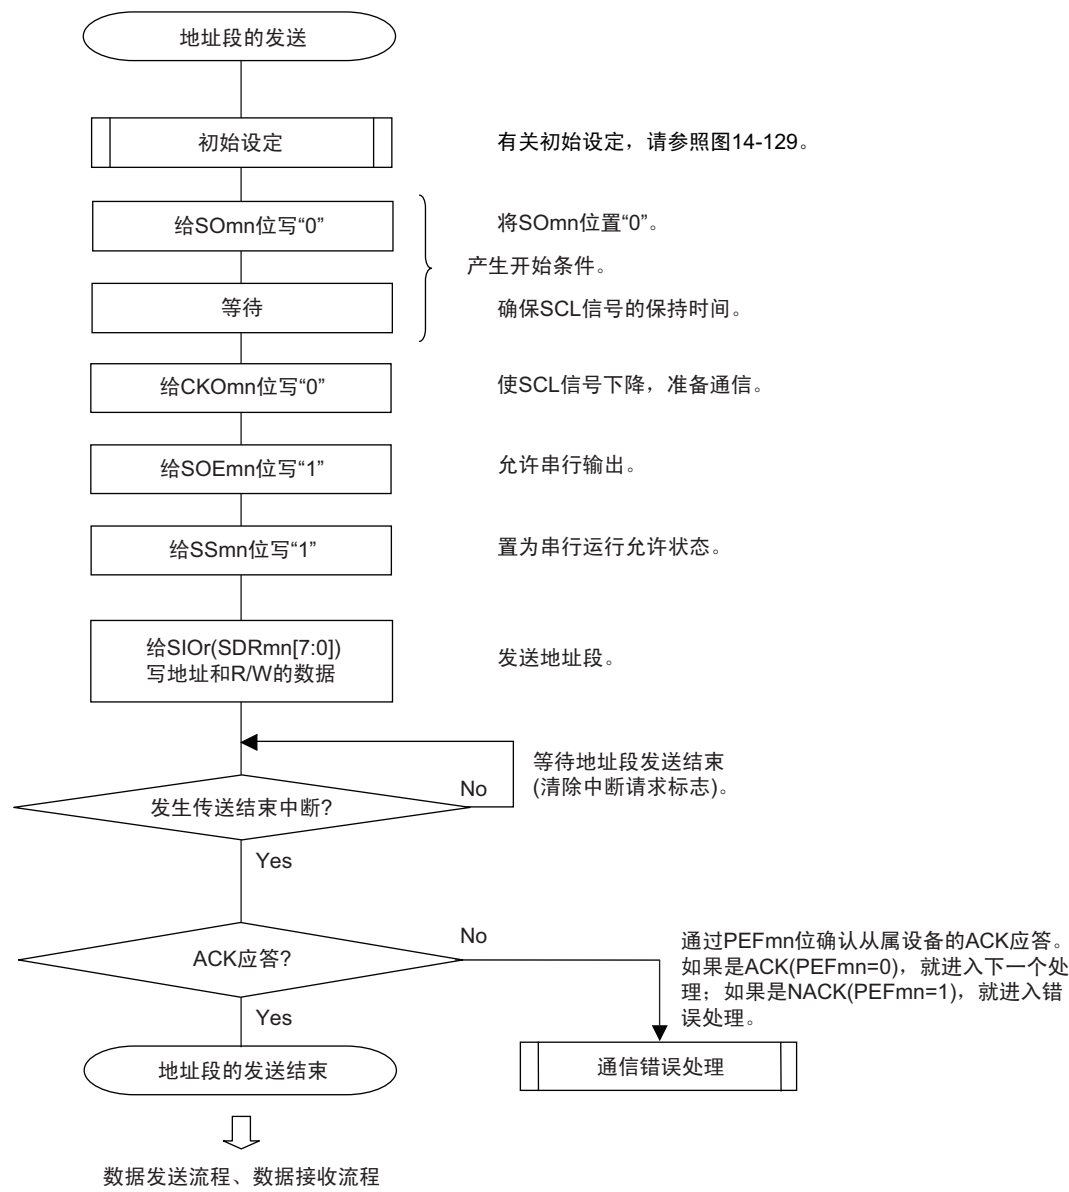 地址段的发送
初始设定
有关初始设定，请参照图14-129。
给SOmn位写“0”
将SOmn位置“0”。
产生开始条件。
等待
确保SCL信号的保持时间。
给CKOmn位写“0”
使SCL信号下降，准备通信。
给SOEmn位写“1”
允许串行输出。
给SSmn位写“1”
置为串行运行允许状态。
给SIOr(SDRmn[7:0])
写地址和R/W的数据
发送地址段。
等待地址段发送结束
(清除中断请求标志)。
No
发生传送结束中断?
Yes
No
ACK应答?
通过PEFmn位确认从属设备的ACK应答。
如果是ACK(PEFmn=0)，就进入下一个处
理；如果是NACK(PEFmn=1)，就进入错
误处理。
Yes
地址段的发送结束
通信错误处理
数据发送流程、数据接收流程